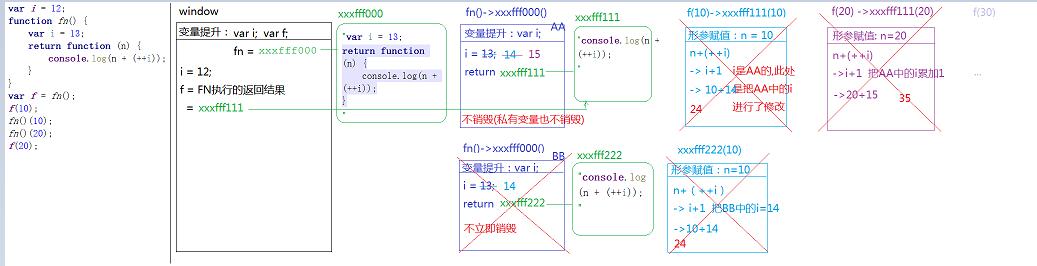 var i = 12;
function fn() {
var i = 13;
return function (n) {
console.log(n + (++i));
}
}
var f = fn();
f(10);
fn()(10);
fn()(20);
f(20);
window
变量提升：var i; var f;
fn = xxxfff000
i = 12;
f = FN执行的返回结果
= xxxfff111
xxxfff000
"var i = 13;
return function
(n) {
console.log(n +
(++i));
}
"
fn()->xxxfff000()
AA
变量提升：var i;
i = 13; 14 15
return xxxfff111
不销毁(私有变量也不销毁)
xxxfff111
"console.log(n +
(++i));
"
f(10)->xxxfff111(10)
形参赋值：n = 10
n+(++i)
-> i+1 i是AA的,此处
-> 10+14 是把AA中的i
进行了修改
24
f(20) ->xxxfff111(20)
形参赋值: n=20
n+(++i)
->i+1 把AA中的i累加1
->20+15
35
f(30)
...
fn()->xxxfff000()
BB
变量提升：var i;
i = 13; 14
return xxxfff222
不立即销毁
xxxfff222
"console.log
(n + (++i));
"
xxxfff222(10)
形参赋值：n=10
n+ ( ++i )
-> i+1 把BB中的i=14
->10+14
24